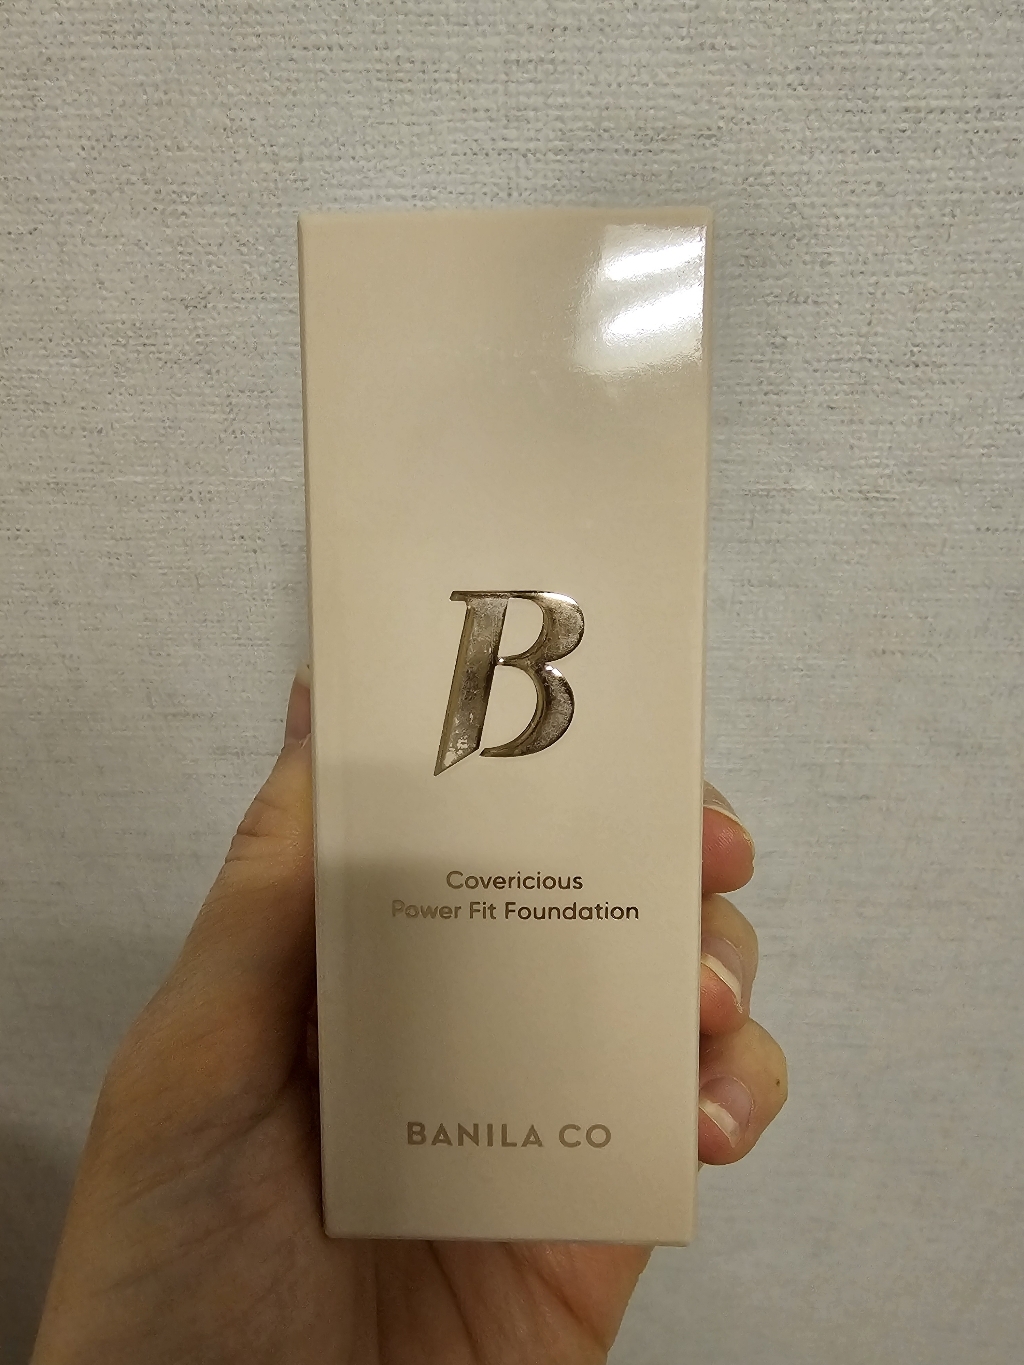 B
Covericious
Power Fit Foundation
BANILA CO